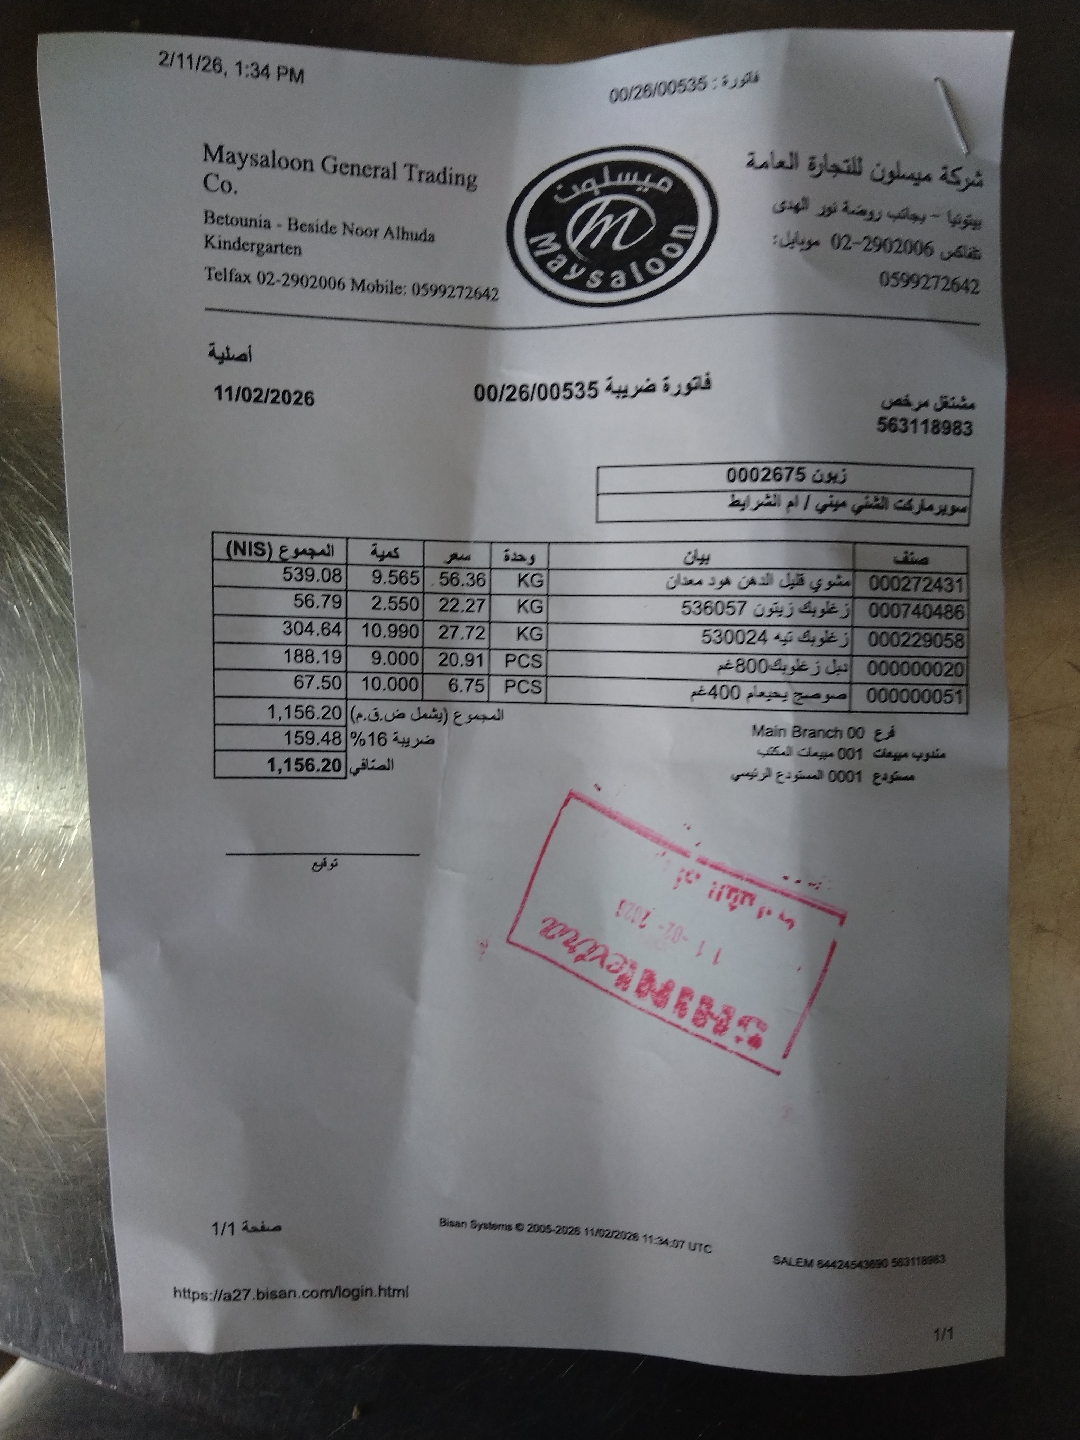 2/11/26, 1:34 PM
فاتورة : 00/26/00535
Maysaloon General Trading
Co.
Betounia - Beside Noor Alhuda
Kindergarten
Telfax 02-2902006 Mobile: 0599272642
ميسلون
m
Maysaloon
شركة ميسلون للتجارة العامة
بيتونيا - بجانب روضة نور الهدى
تلفاكس 02-2902006 موبايل:
0599272642
أصلية
11/02/2026
فاتورة ضريبة 00/26/00535
مشتغل مرخص
563118983
زبون 0002675
سوبرماركت الشني ميني / ام الشرايط
صنف بيان وحدة سعر كمية المجموع (NIS)
000272431 مشوي قليل الدهن هود معدان KG 56.36 9.565 539.08
000740486 زغلوبك زيتون 536057 KG 22.27 2.550 56.79
000229058 زغلوبك تيه 530024 KG 27.72 10.990 304.64
000000020 دبل زغلوبك800غم PCS 20.91 9.000 188.19
000000051 صوصج يحيعام 400غم PCS 6.75 10.000 67.50
المجموع (يشمل ض.ق.م) 1,156.20
ضريبة 16% 159.48
الصافي 1,156.20
فرع 00 Main Branch
مندوب مبيعات 001 مبيعات المكتب
مستودع 0001 المستودع الرئيسي
توقيع
11-02-2026
SHINIextra
صفحة 1/1
Bisan Systems © 2005-2026 11/02/2026 11:34:07 UTC
SALEM 64424543690 563118983
https://a27.bisan.com/login.html
1/1